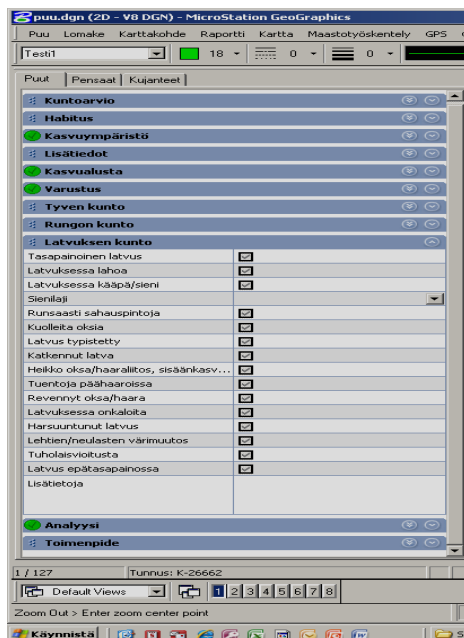 puu.dgn (2D - V8 DGN) - MicroStation GeoGraphics
Puu Lomake Karttakohde Raportti Kartta Maastotyöskentely GPS
Testi1 18 0 0
Puut Pensaat Kujanteet
Kuntoarvio
Habitus
Kasvuympäristö
Lisätiedot
Kasvualusta
Varustus
Tyven kunto
Rungon kunto
Latvuksen kunto
Tasapainoinen latvus
Latvuksessa lahoa
Latvuksessa kääpä/sieni
Sienilaji
Runsaasti sahauspintoja
Kuolleita oksia
Latvus typistetty
Katkennut latva
Heikko oksa/haaraliitos, sisäänkasv...
Tuentoja päähaaroissa
Revennyt oksa/haara
Latvuksessa onkaloita
Harsuuntunut latvus
Lehtien/neulasten värimuutos
Tuholaisvioitusta
Latvus epätasapainossa
Lisätietoja
Analyysi
Toimenpide
1 / 127 Tunnus: K-26662
Default Views 1 2 3 4 5 6 7 8
Zoom Out > Enter zoom center point
Käynnistä